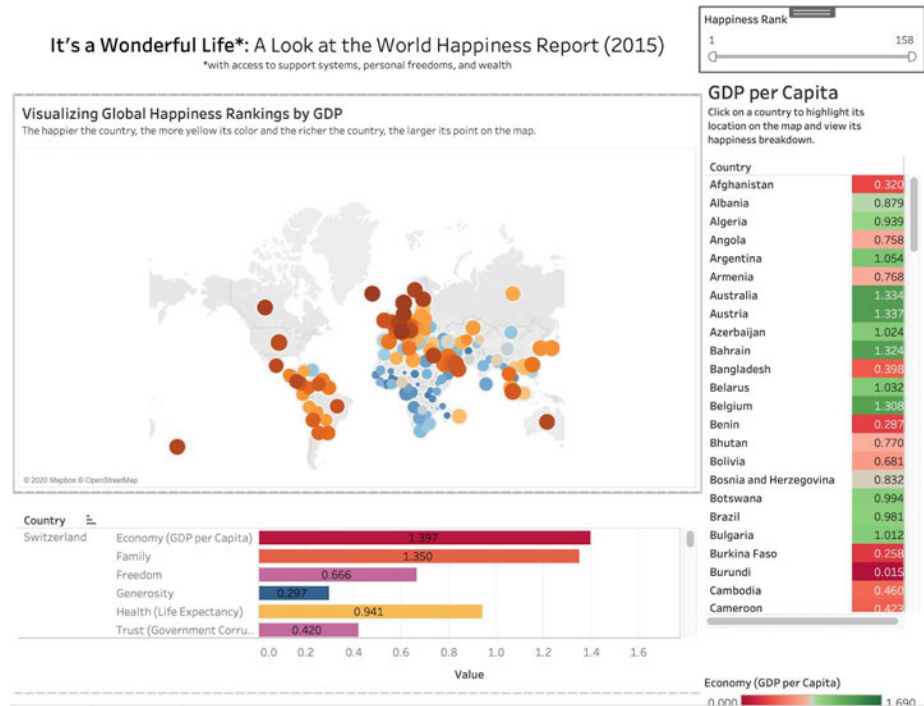 It's a Wonderful Life*: A Look at the World Happiness Report (2015)
*with access to support systems, personal freedoms, and wealth
Happiness Rank
1 158
Visualizing Global Happiness Rankings by GDP
The happier the country, the more yellow its color and the richer the country, the larger its point on the map.
© 2020 Mapbox © OpenStreetMap
GDP per Capita
Click on a country to highlight its
location on the map and view its
happiness breakdown.
Country
Afghanistan 0.320
Albania 0.879
Algeria 0.939
Angola 0.758
Argentina 1.054
Armenia 0.768
Australia 1.334
Austria 1.337
Azerbaijan 1.024
Bahrain 1.324
Bangladesh 0.398
Belarus 1.032
Belgium 1.308
Benin 0.287
Bhutan 0.770
Bolivia 0.681
Bosnia and Herzegovina 0.832
Botswana 0.994
Brazil 0.981
Bulgaria 1.012
Burkina Faso 0.258
Burundi 0.015
Cambodia 0.460
Cameroon 0.423
Country
Switzerland Economy (GDP per Capita) 1.397
Family 1.350
Freedom 0.666
Generosity 0.297
Health (Life Expectancy) 0.941
Trust (Government Corru.. 0.420
0.0 0.2 0.4 0.6 0.8 1.0 1.2 1.4 1.6
Value
Economy (GDP per Capita)
0.000 1.690